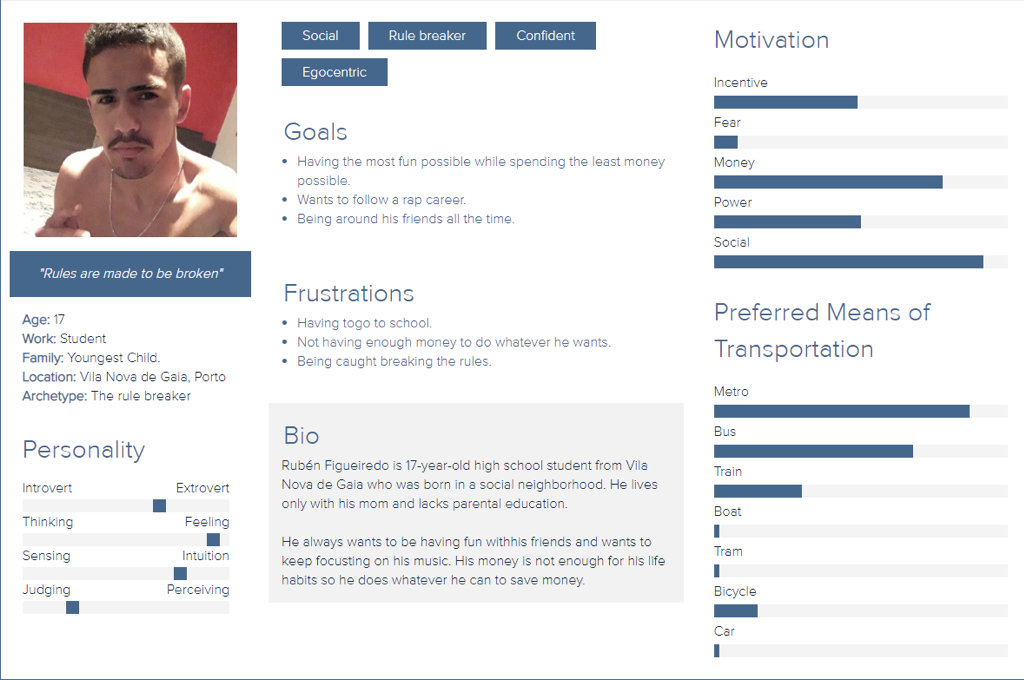 "Rules are made to be broken"
Age: 17
Work: Student
Family: Youngest Child.
Location: Vila Nova de Gaia, Porto
Archetype: The rule breaker
Personality
Introvert Extrovert
Thinking Feeling
Sensing Intuition
Judging Perceiving
Social Rule breaker Confident
Egocentric
Goals
Having the most fun possible while spending the least money
possible.
Wants to follow a rap career.
Being around his friends all the time.
Frustrations
Having togo to school.
Not having enough money to do whatever he wants.
Being caught breaking the rules.
Bio
Rubén Figueiredo is 17-year-old high school student from Vila
Nova de Gaia who was born in a social neighborhood. He lives
only with his mom and lacks parental education.
He always wants to be having fun withhis friends and wants to
keep focusting on his music. His money is not enough for his life
habits so he does whatever he can to save money.
Motivation
Incentive
Fear
Money
Power
Social
Preferred Means of
Transportation
Metro
Bus
Train
Boat
Tram
Bicycle
Car